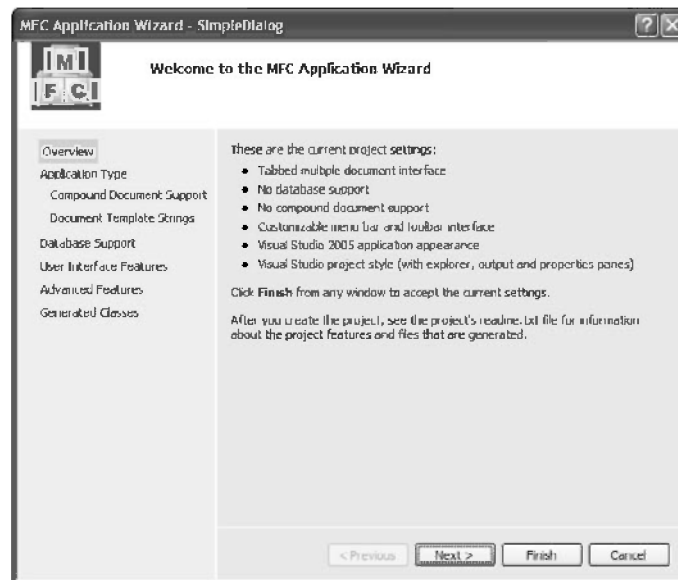 MFC Application Wizard - SimpleDialog
M
F C
Welcome to the MFC Application Wizard
Overview
Application Type
Compound Document Support
Document Template Strings
Database Support
User Interface Features
Advanced Features
Generated Classes
These are the current project settings:
• Tabbed multiple document interface
• No database support
• No compound document support
• Customizable menu bar and toolbar interface
• Visual Studio 2005 application appearance
• Visual Studio project style (with explorer, output and properties panes)
Click Finish from any window to accept the current settings.
After you create the project, see the project's readme.txt file for information
about the project features and files that are generated.
< Previous
Next >
Finish
Cancel